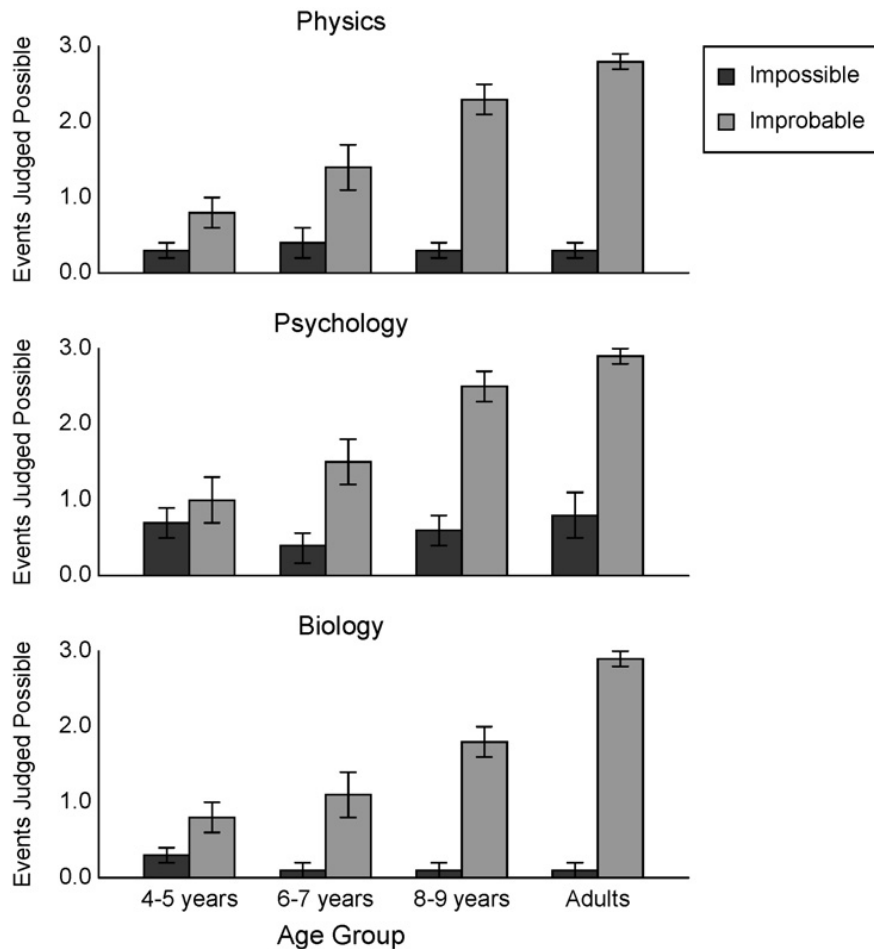 Physics
Events Judged Possible
3.0
2.0
1.0
0.0
Impossible
Improbable
Psychology
Events Judged Possible
3.0
2.0
1.0
0.0
Biology
Events Judged Possible
3.0
2.0
1.0
0.0
4-5 years 6-7 years 8-9 years Adults
Age Group